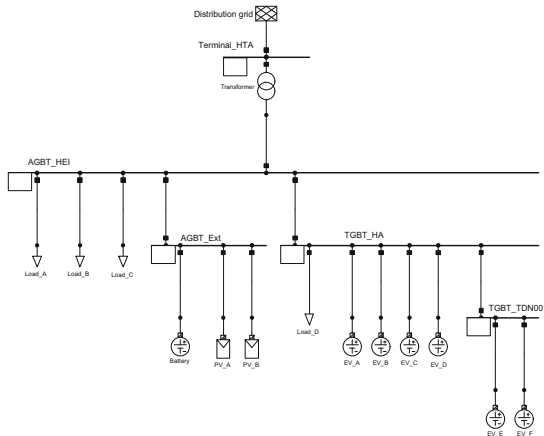 Distribution grid
Terminal_HTA
Transformer
AGBT_HEI
AGBT_Ext
TGBT_HA
Load_A
Load_B
Load_C
TGBT_TDN00
Load_D
Battery
PV_A
PV_B
EV_A
EV_B
EV_C
EV_D
EV_E
EV_F